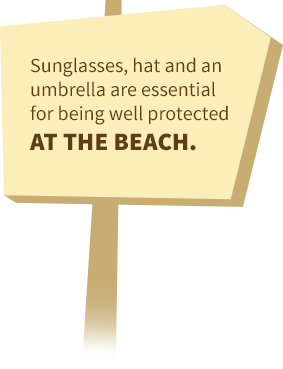 Sunglasses, hat and an
umbrella are essential
for being well protected
AT THE BEACH.